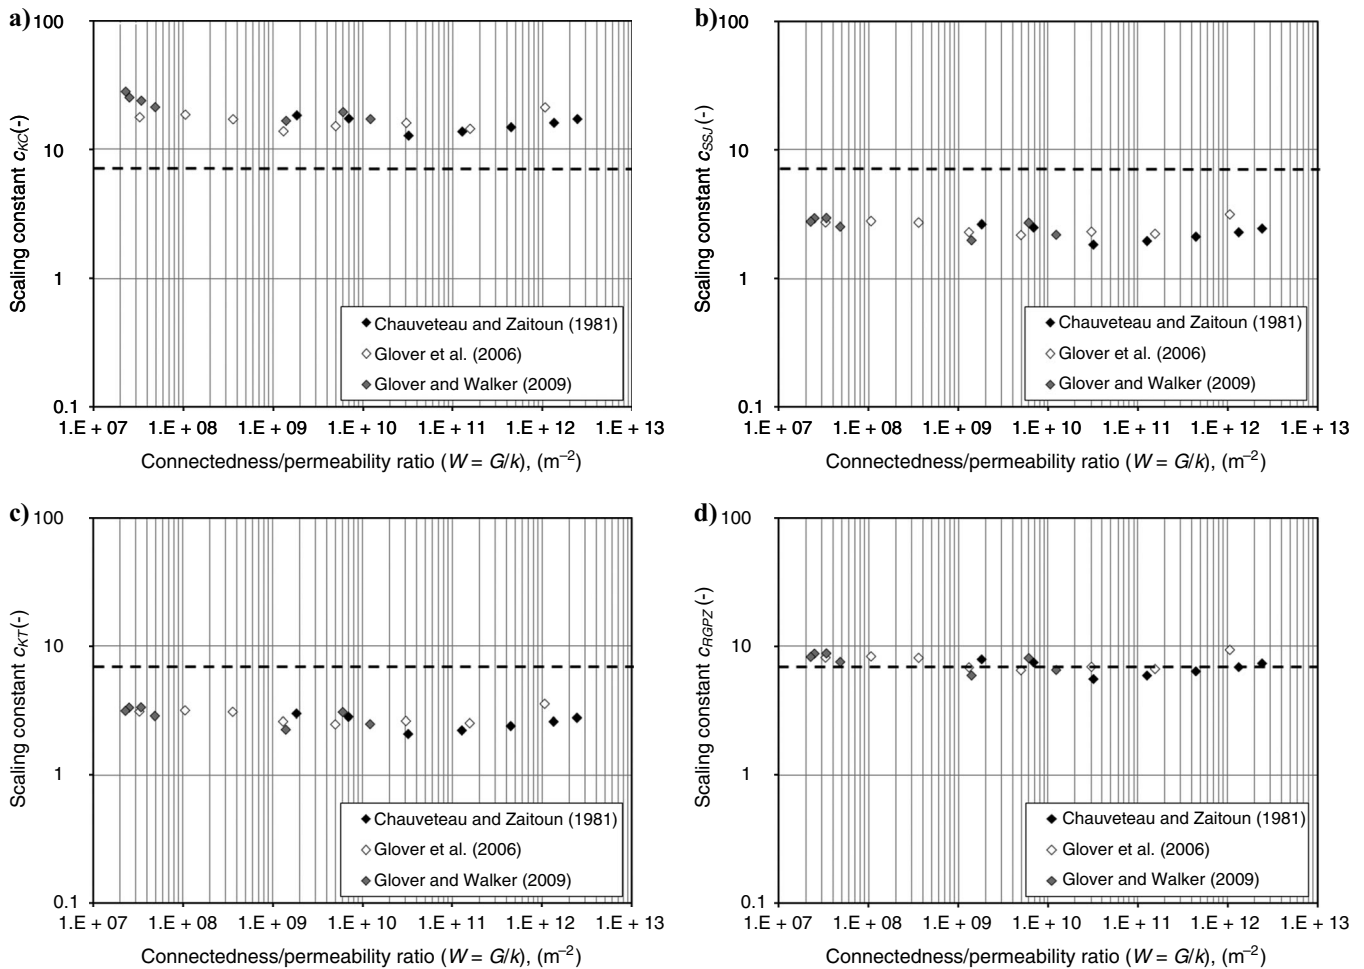 a)
100
10
1
0.1
Scaling constant cKC(-)
Chauveteau and Zaitoun (1981)
Glover et al. (2006)
Glover and Walker (2009)
1.E + 07 1.E + 08 1.E + 09 1.E + 10 1.E + 11 1.E + 12 1.E + 13
Connectedness/permeability ratio (W = G/k), (m−2)
b)
100
10
1
0.1
Scaling constant cSSJ(-)
Chauveteau and Zaitoun (1981)
Glover et al. (2006)
Glover and Walker (2009)
1.E + 07 1.E + 08 1.E + 09 1.E + 10 1.E + 11 1.E + 12 1.E + 13
Connectedness/permeability ratio (W = G/k), (m−2)
c)
100
10
1
0.1
Scaling constant cKT(-)
Chauveteau and Zaitoun (1981)
Glover et al. (2006)
Glover and Walker (2009)
1.E + 07 1.E + 08 1.E + 09 1.E + 10 1.E + 11 1.E + 12 1.E + 13
Connectedness/permeability ratio (W = G/k), (m−2)
d)
100
10
1
0.1
Scaling constant cRGPZ(-)
Chauveteau and Zaitoun (1981)
Glover et al. (2006)
Glover and Walker (2009)
1.E + 07 1.E + 08 1.E + 09 1.E + 10 1.E + 11 1.E + 12 1.E + 13
Connectedness/permeability ratio (W = G/k), (m−2)